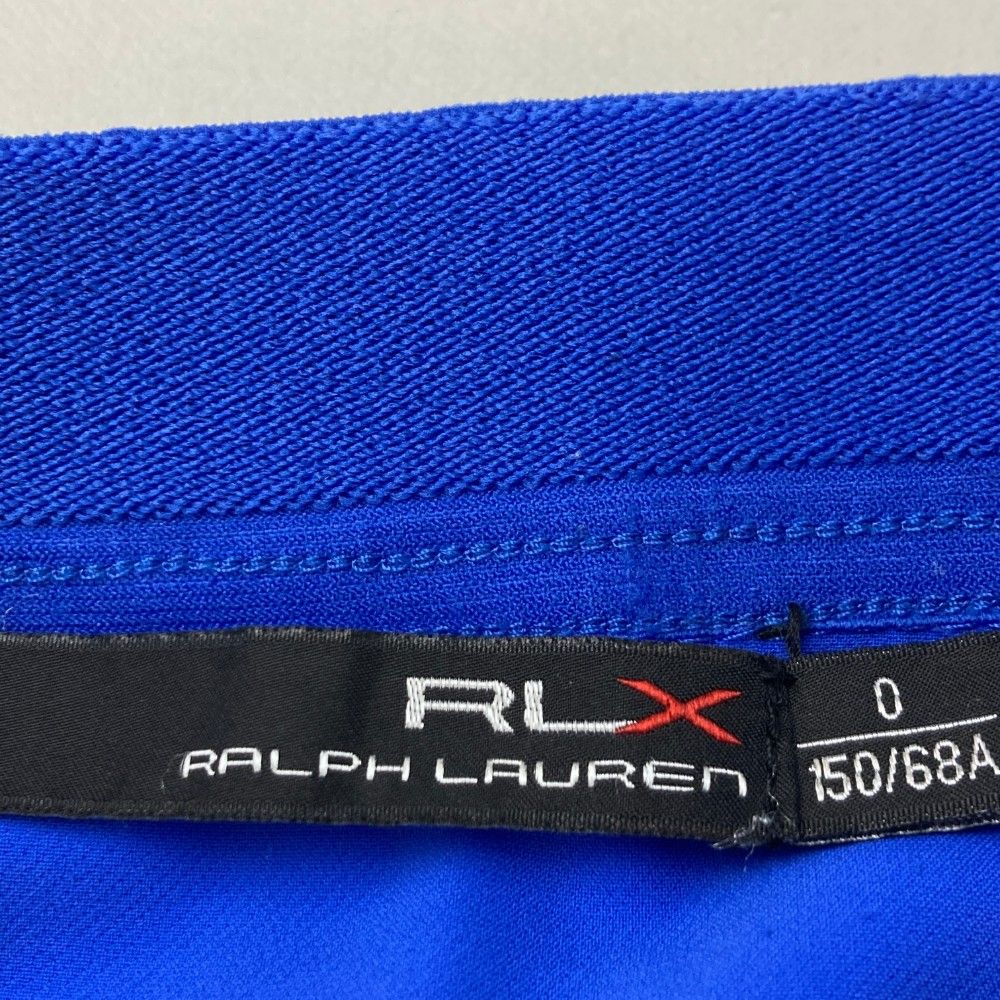 RLX
RALPH LAUREN
0
150/68A